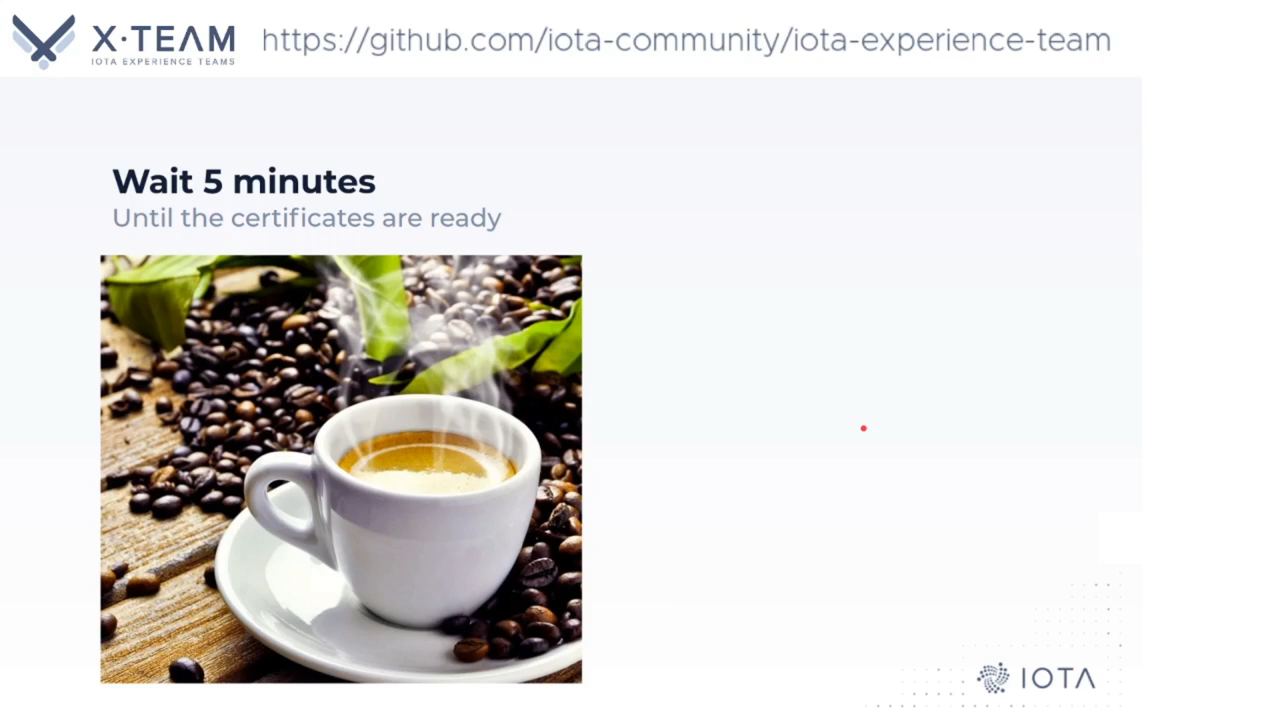 X·TEAM
IOTA EXPERIENCE TEAMS
https://github.com/iota-community/iota-experience-team
Wait 5 minutes
Until the certificates are ready
IOTA